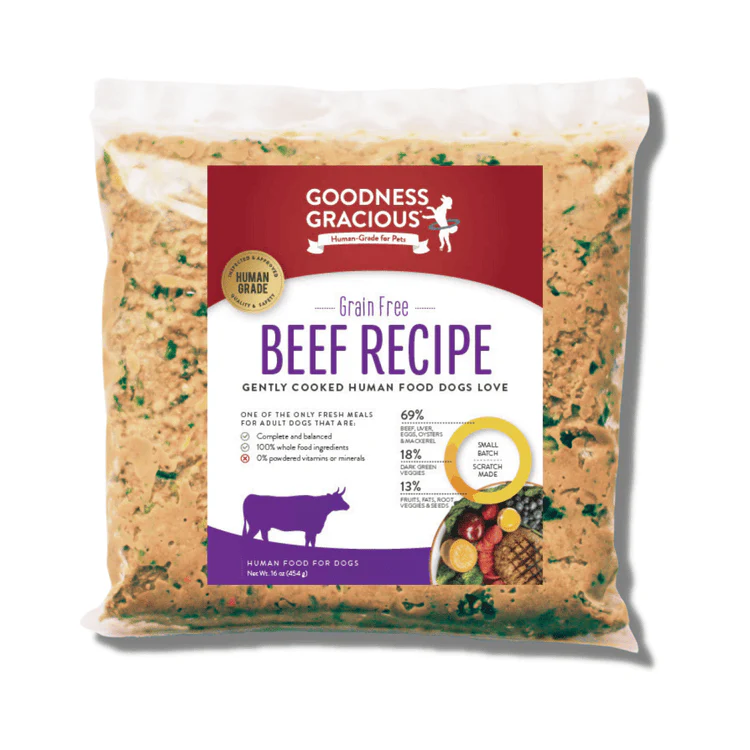 GOODNESS
GRACIOUS™
Human-Grade for Pets
INSPECTED & APPROVED
HUMAN
GRADE
QUALITY & SAFETY
Grain Free
BEEF RECIPE
GENTLY COOKED HUMAN FOOD DOGS LOVE
ONE OF THE ONLY FRESH MEALS
FOR ADULT DOGS THAT ARE:
Complete and balanced
100% whole food ingredients
0% powdered vitamins or minerals
69%
BEEF, LIVER,
EGGS, OYSTERS
& MACKEREL
18%
DARK GREEN
VEGGIES
13%
FRUITS, FATS, ROOT
VEGGIES & SEEDS
SMALL
BATCH
SCRATCH
MADE
HUMAN FOOD FOR DOGS
Net Wt. 16 oz (454 g)